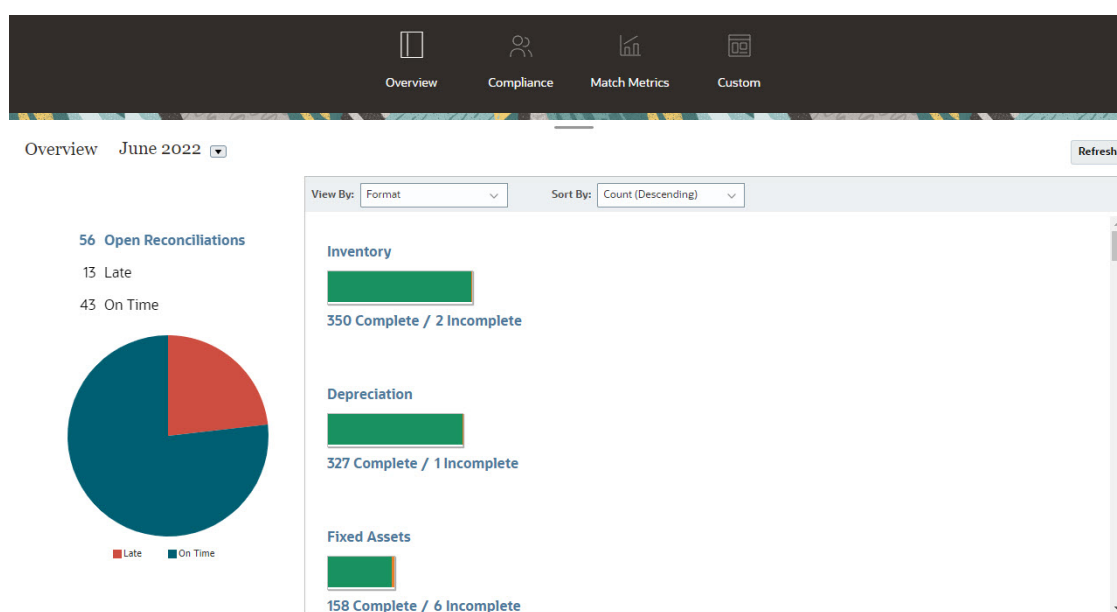 Overview Compliance Match Metrics Custom
Overview June 2022
Refresh
View By: Format Sort By: Count (Descending)
56 Open Reconciliations
13 Late
43 On Time
Late On Time
Inventory
350 Complete / 2 Incomplete
Depreciation
327 Complete / 1 Incomplete
Fixed Assets
158 Complete / 6 Incomplete